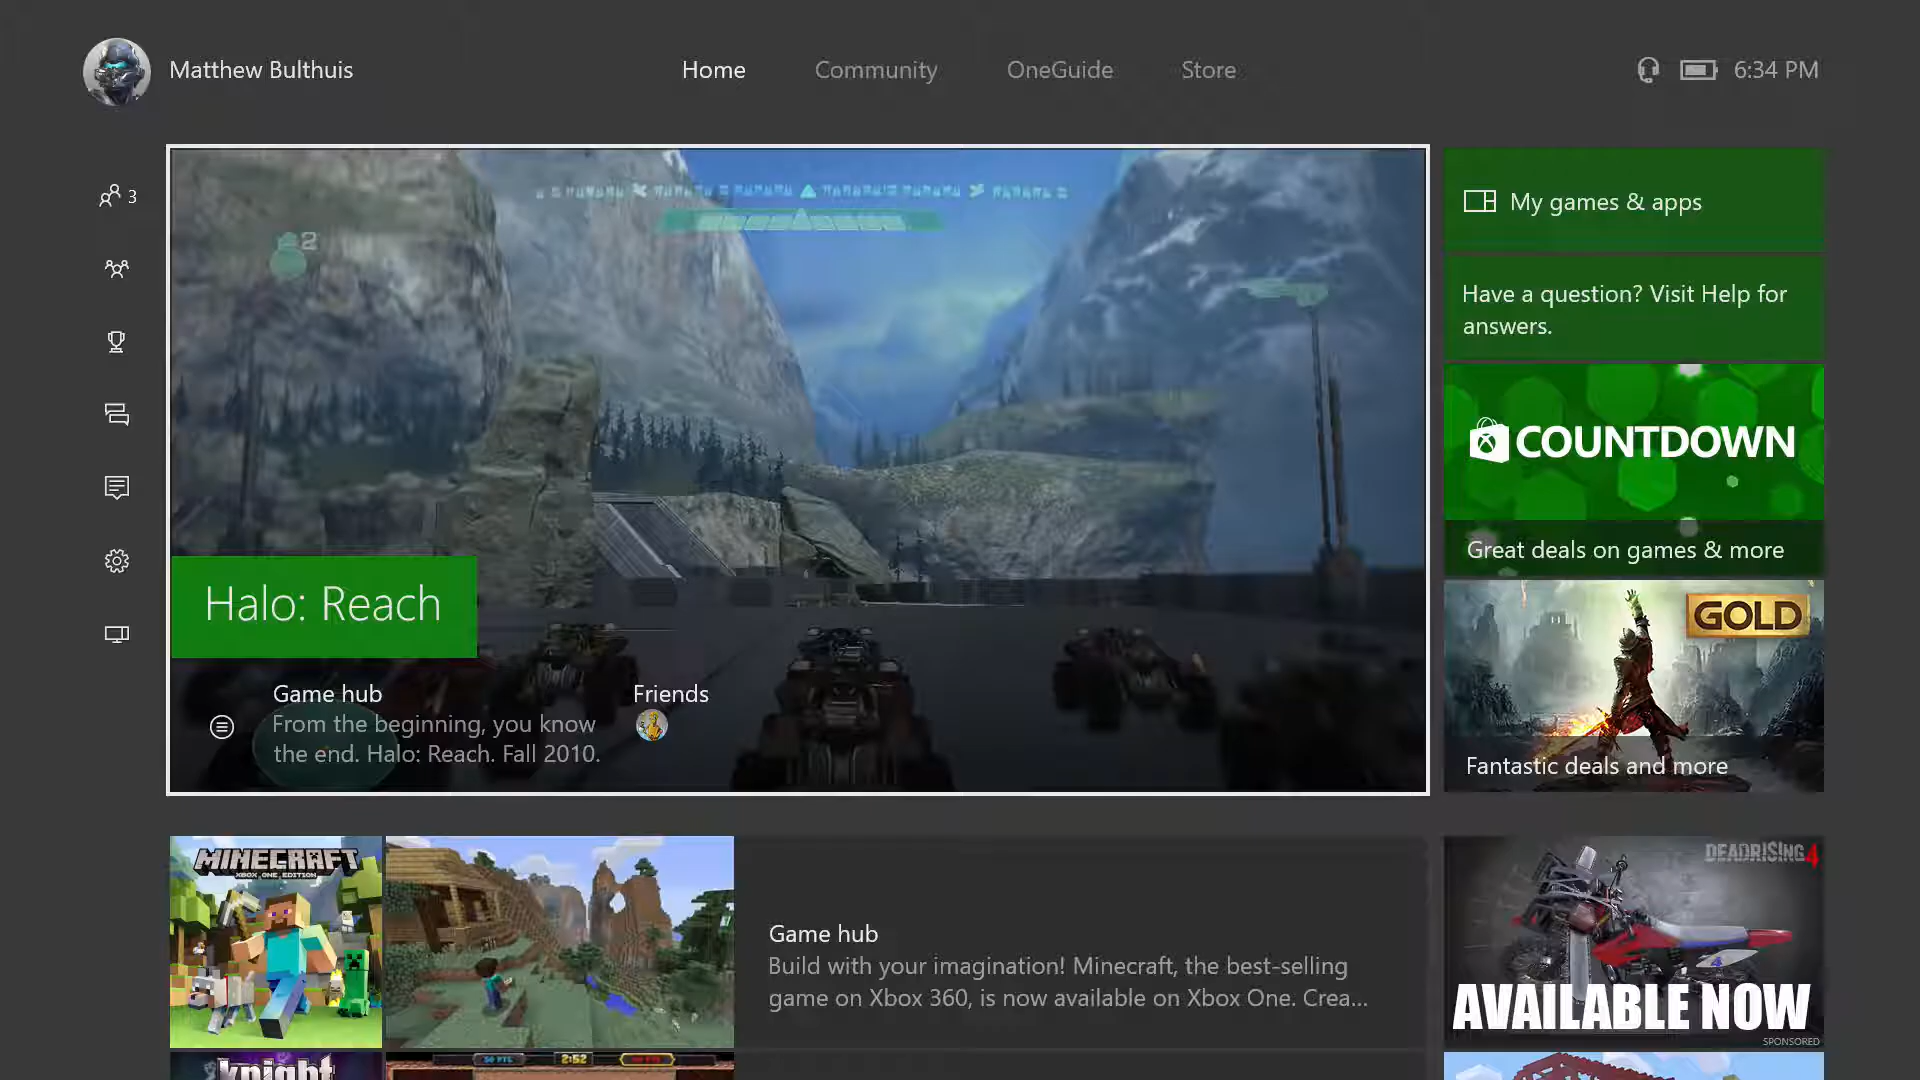 Matthew Bulthuis
Home
Community
OneGuide
Store
6:34 PM
3
2
My games & apps
Have a question? Visit Help for
answers.
COUNTDOWN
Great deals on games & more
GOLD
Fantastic deals and more
Halo: Reach
Game hub
From the beginning, you know
the end. Halo: Reach. Fall 2010.
Friends
MINECRAFT
XBOX ONE EDITION
Game hub
Build with your imagination! Minecraft, the best-selling
game on Xbox 360, is now available on Xbox One. Crea...
DEADRISING 4
4
AVAILABLE NOW
SPONSORED
knight
50 PTS
2:52